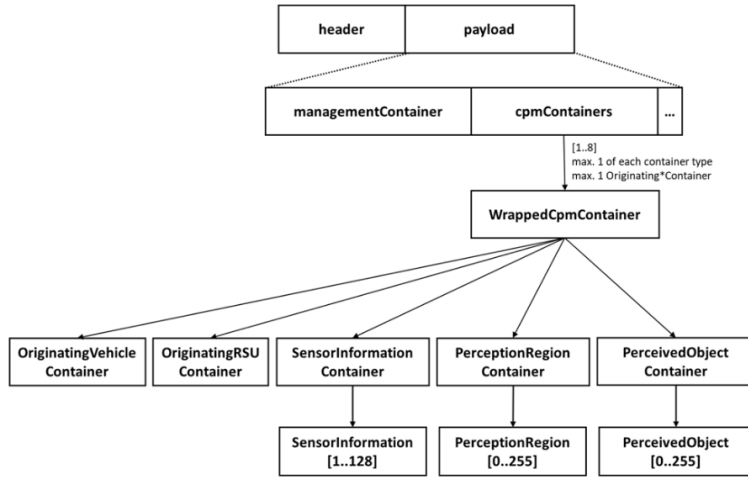 header
payload
managementContainer
cpmContainers
...
[1..8]
max. 1 of each container type
max. 1 Originating*Container
WrappedCpmContainer
OriginatingVehicle
Container
OriginatingRSU
Container
SensorInformation
Container
PerceptionRegion
Container
PerceivedObject
Container
SensorInformation
[1..128]
PerceptionRegion
[0..255]
PerceivedObject
[0..255]